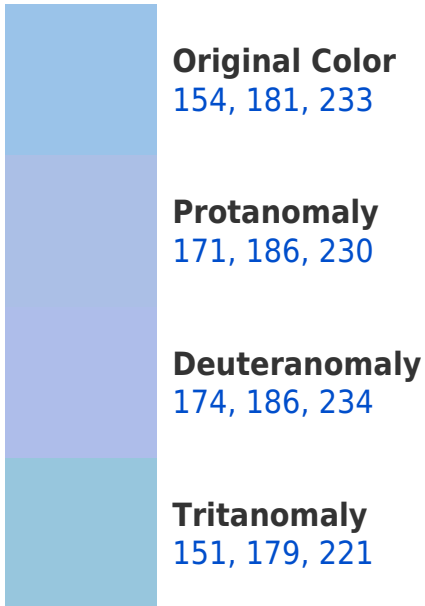 Original Color
154, 181, 233
Protanomaly
171, 186, 230
Deuteranomaly
174, 186, 234
Tritanomaly
151, 179, 221